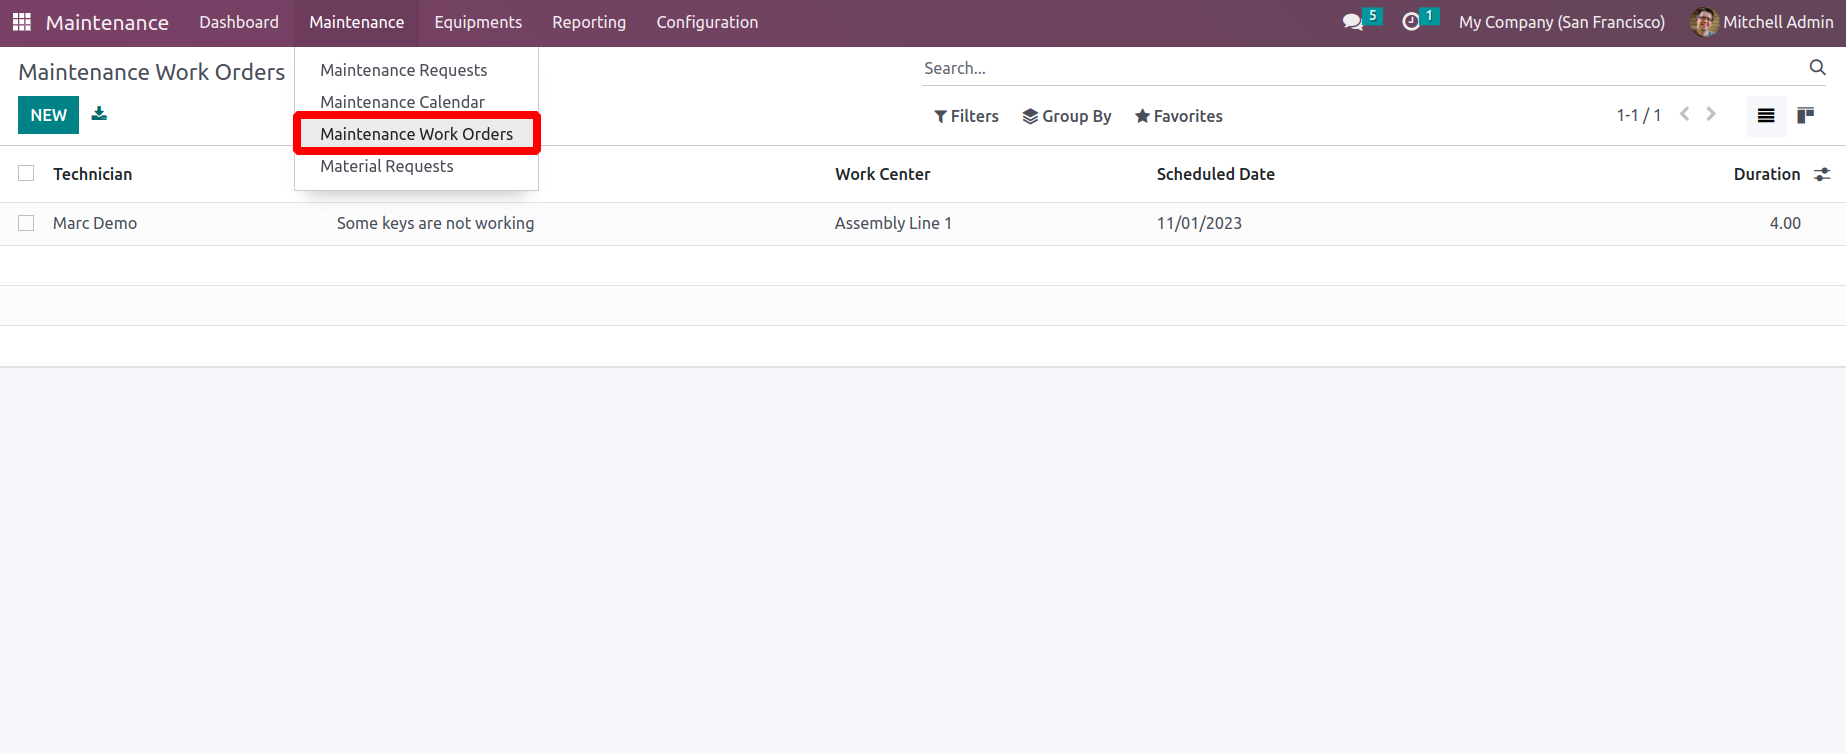 Maintenance Dashboard Maintenance Equipments Reporting Configuration 5 1 My Company (San Francisco) Mitchell Admin
Maintenance Work Orders
Maintenance Requests
Search...
Maintenance Calendar
NEW
Filters Group By Favorites 1-1 / 1
Maintenance Work Orders
Material Requests
Technician Work Center Scheduled Date Duration
Marc Demo Some keys are not working Assembly Line 1 11/01/2023 4.00